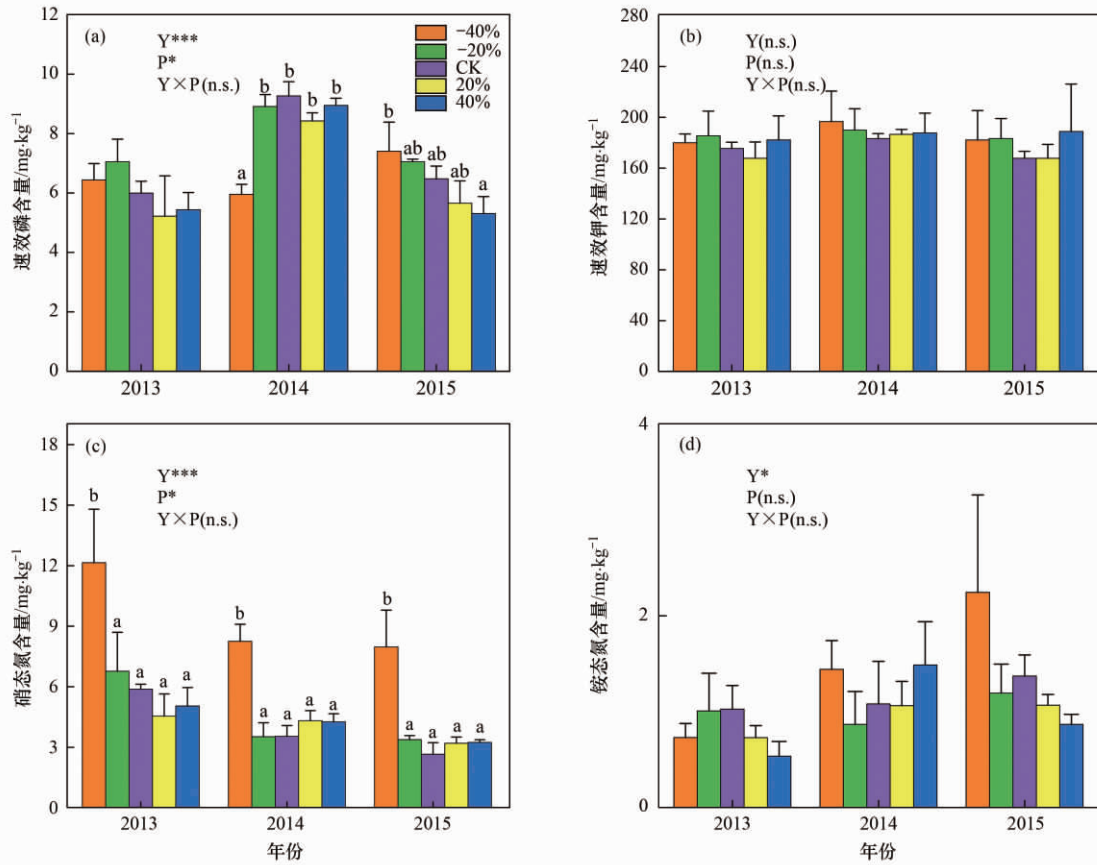 (a)
Y***
P*
Y×P(n.s.)
-40%
-20%
CK
20%
40%
12
10
8
6
4
2
0
速效磷含量/mg·kg⁻¹
a b b b b
b ab ab ab a
2013 2014 2015
(b)
Y(n.s.)
P(n.s.)
Y×P(n.s.)
280
240
200
160
120
80
40
0
速效钾含量/mg·kg⁻¹
2013 2014 2015
(c)
Y***
P*
Y×P(n.s.)
18
15
12
9
6
3
0
硝态氮含量/mg·kg⁻¹
b a a a a
b a a a a
b a a a a
2013 2014 2015
年份
(d)
Y*
P(n.s.)
Y×P(n.s.)
4
2
0
铵态氮含量/mg·kg⁻¹
2013 2014 2015
年份